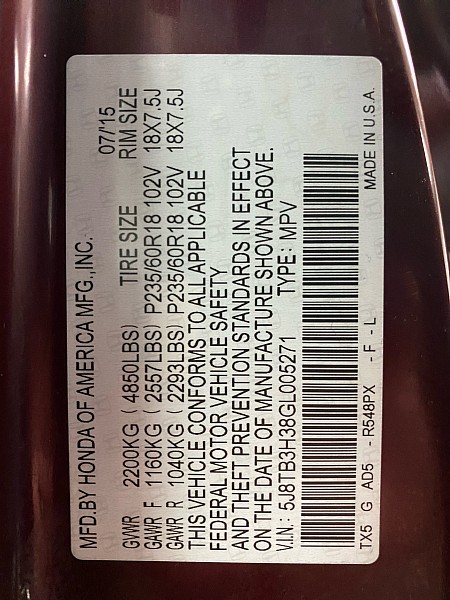 MFD.BY HONDA OF AMERICA MFG.,INC. 07/'15
GVWR 2200KG ( 4850LBS) TIRE SIZE RIM SIZE
GAWR F 1160KG ( 2557LBS) P235/60R18 102V 18X7.5J
GAWR R 1040KG ( 2293LBS) P235/60R18 102V 18X7.5J
THIS VEHICLE CONFORMS TO ALL APPLICABLE
FEDERAL MOTOR VEHICLE SAFETY
AND THEFT PREVENTION STANDARDS IN EFFECT
ON THE DATE OF MANUFACTURE SHOWN ABOVE.
V.I.N.: 5J8TB3H38GL005271 TYPE: MPV
TX5 G AD5 - R548PX - F - L MADE IN U.S.A.